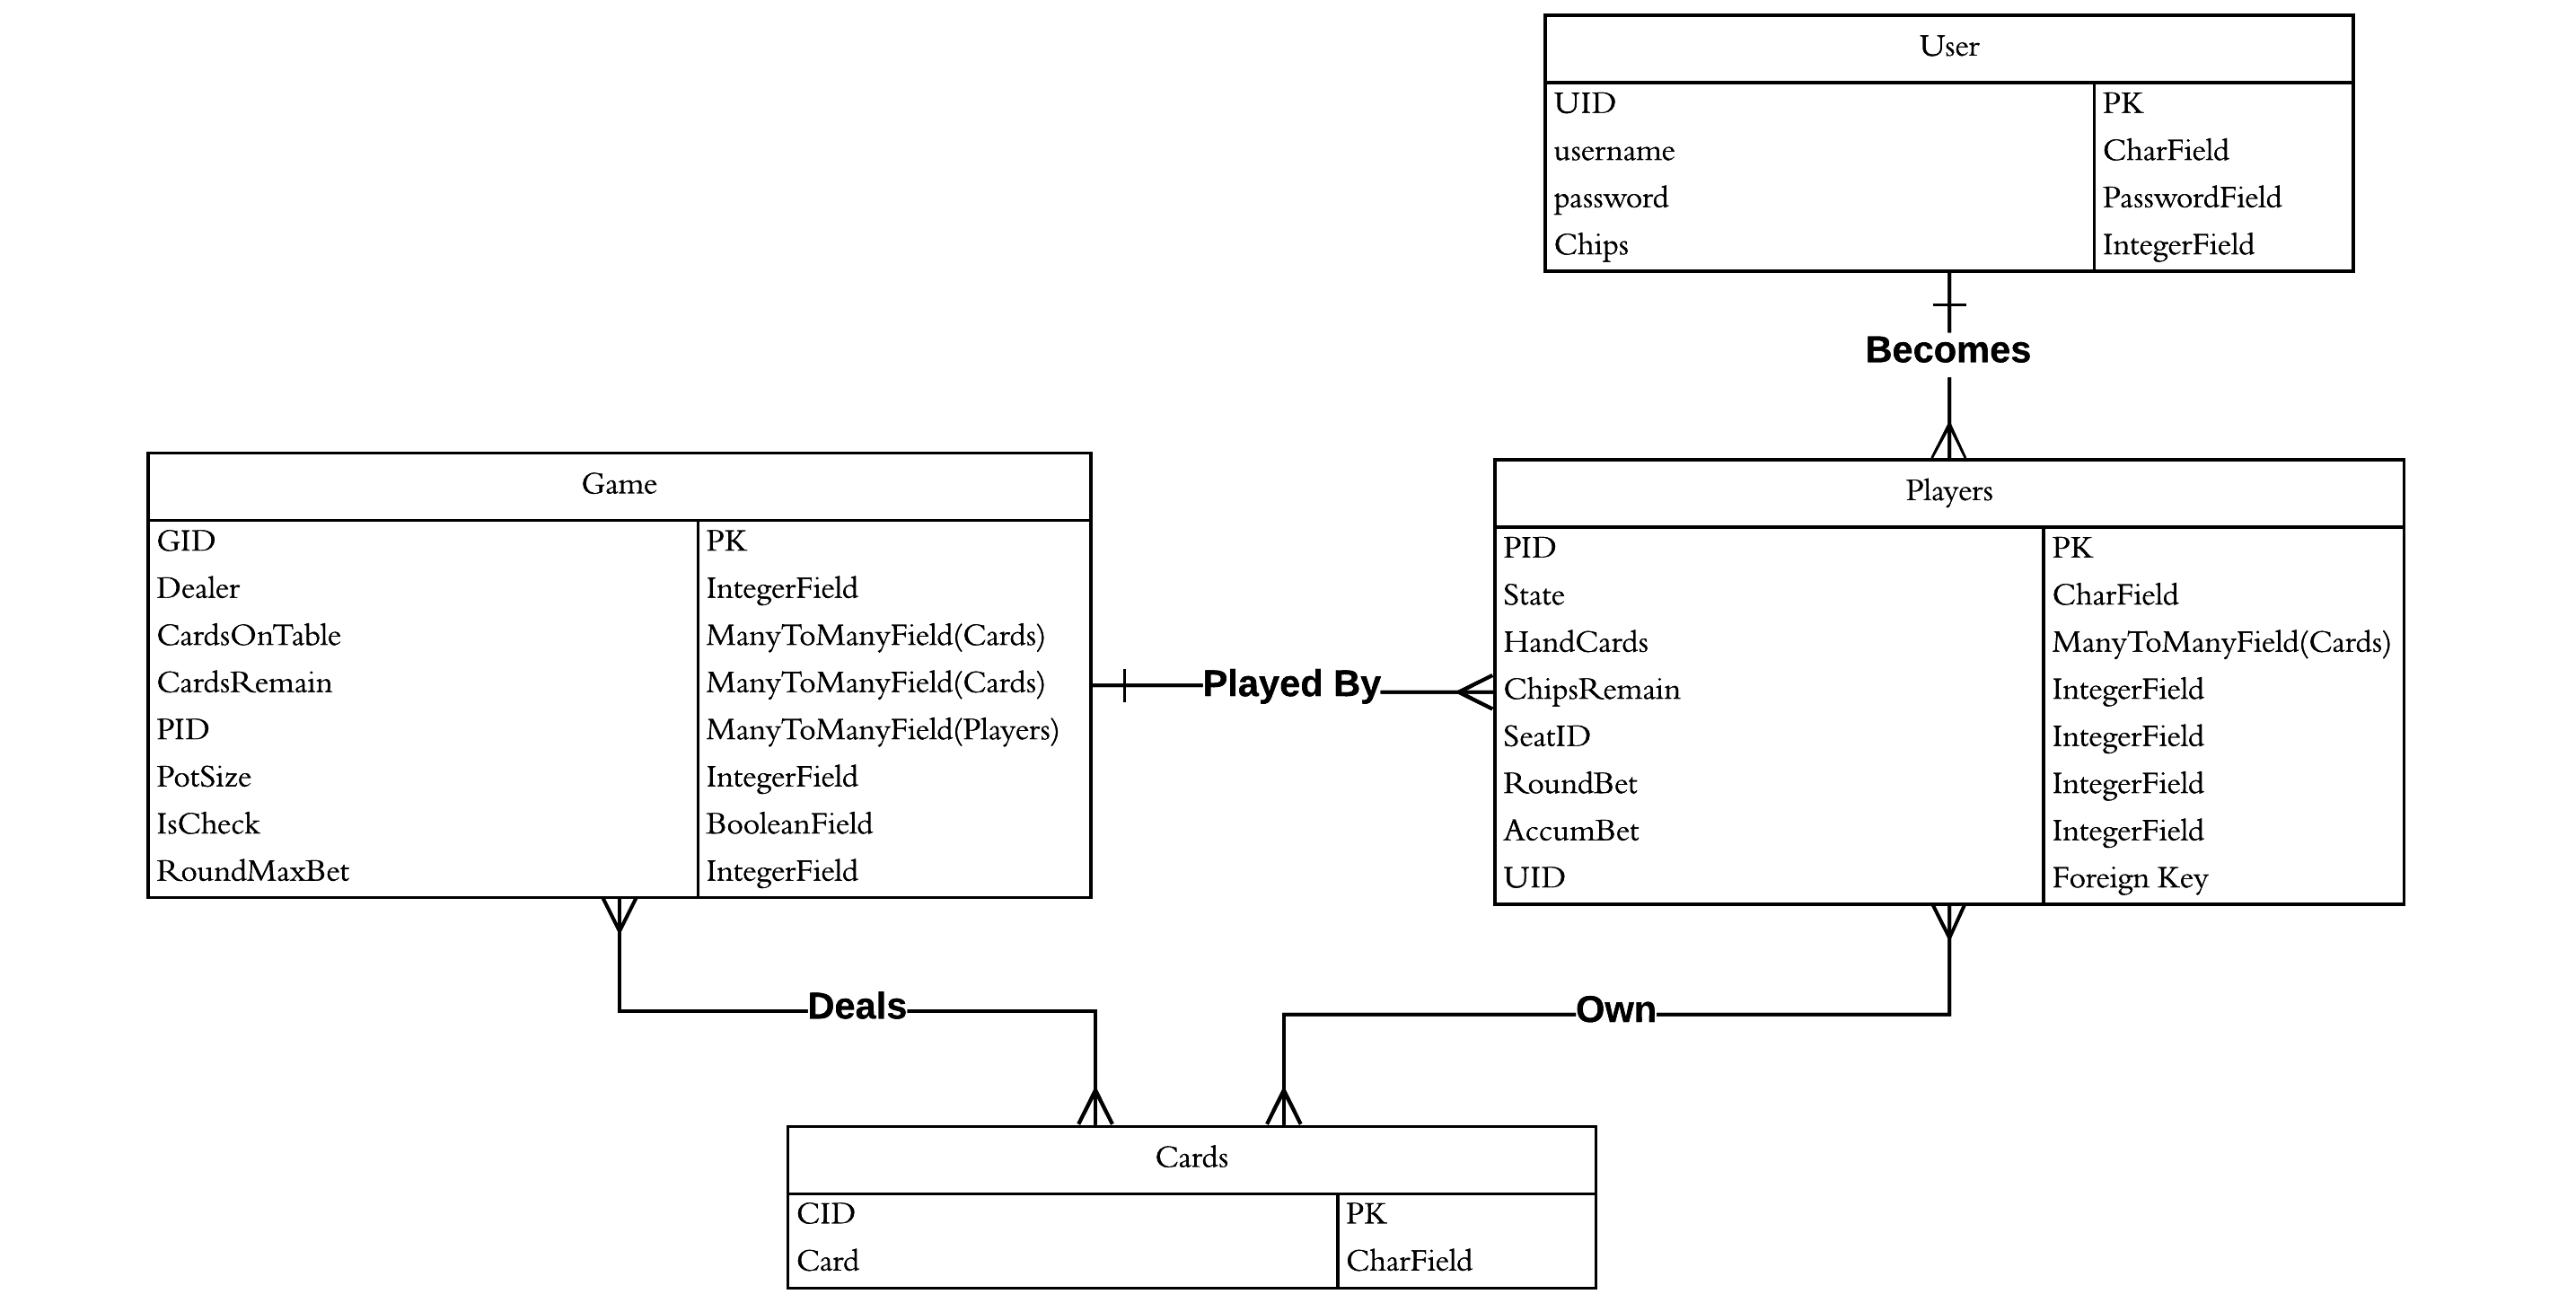 User
UID PK
username CharField
password PasswordField
Chips IntegerField
Becomes
Game
GID PK
Dealer IntegerField
CardsOnTable ManyToManyField(Cards)
CardsRemain ManyToManyField(Cards)
PID ManyToManyField(Players)
PotSize IntegerField
IsCheck BooleanField
RoundMaxBet IntegerField
Played By
Players
PID PK
State CharField
HandCards ManyToManyField(Cards)
ChipsRemain IntegerField
SeatID IntegerField
RoundBet IntegerField
AccumBet IntegerField
UID Foreign Key
Deals
Own
Cards
CID PK
Card CharField